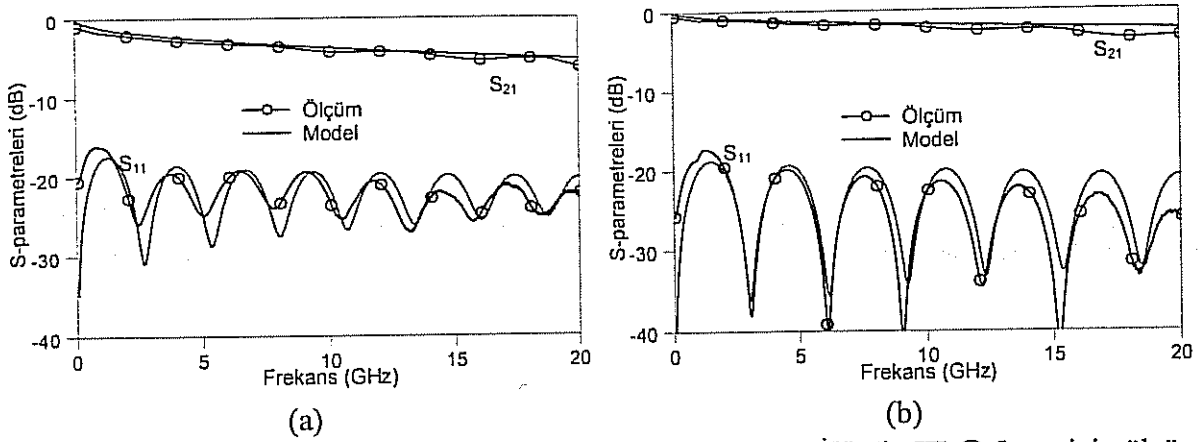 0
-10
-20
-30
-40
S-parametreleri (dB)
S21
Ölçüm
Model
S11
0
5
10
15
20
Frekans (GHz)
(a)
0
-10
-20
-30
-40
S-parametreleri (dB)
S21
Ölçüm
Model
S11
0
5
10
15
20
Frekans (GHz)
(b)